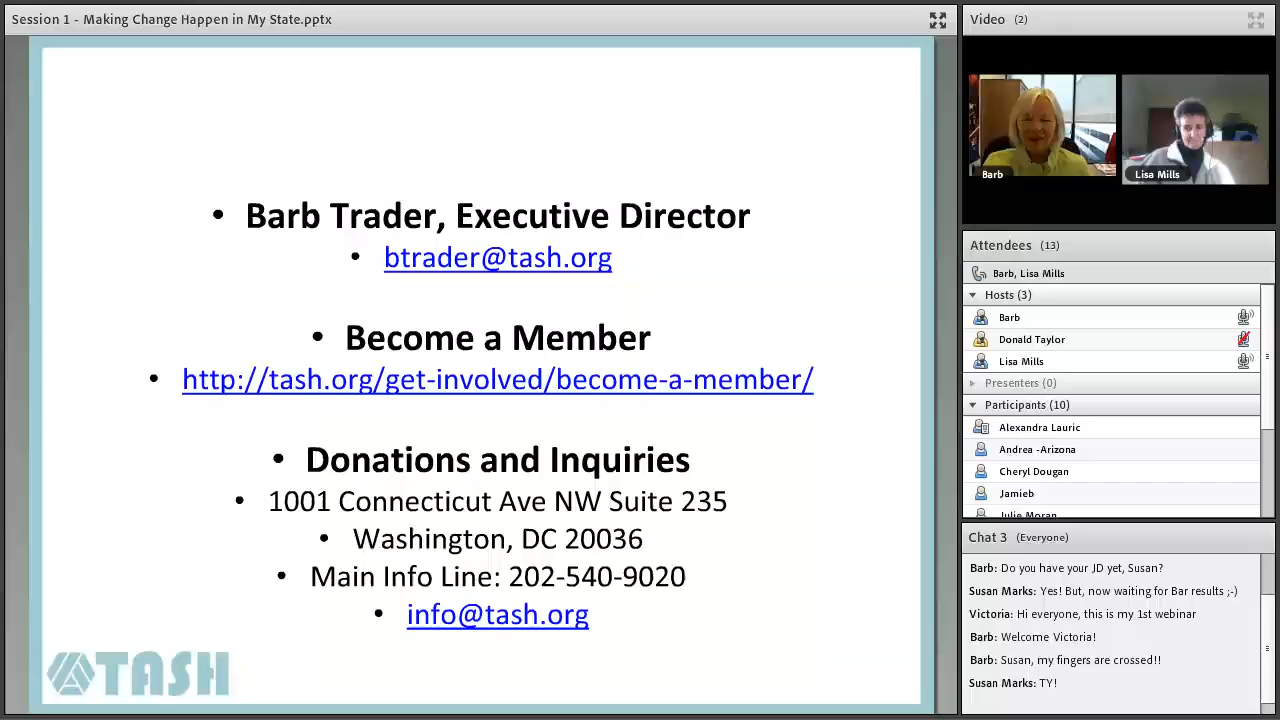 Session 1 - Making Change Happen in My State.pptx
• Barb Trader, Executive Director
• btrader@tash.org
• Become a Member
• http://tash.org/get-involved/become-a-member/
• Donations and Inquiries
• 1001 Connecticut Ave NW Suite 235
• Washington, DC 20036
• Main Info Line: 202-540-9020
• info@tash.org
TASH
Video (2)
Barb
Lisa Mills
Attendees (13)
Barb, Lisa Mills
Hosts (3)
Barb
Donald Taylor
Lisa Mills
Presenters (0)
Participants (10)
Alexandra Lauric
Andrea -Arizona
Cheryl Dougan
Jamieb
Julie Moran
Chat 3 (Everyone)
Barb: Do you have your JD yet, Susan?
Susan Marks: Yes! But, now waiting for Bar results ;-)
Victoria: Hi everyone, this is my 1st webinar
Barb: Welcome Victoria!
Barb: Susan, my fingers are crossed!!
Susan Marks: TY!